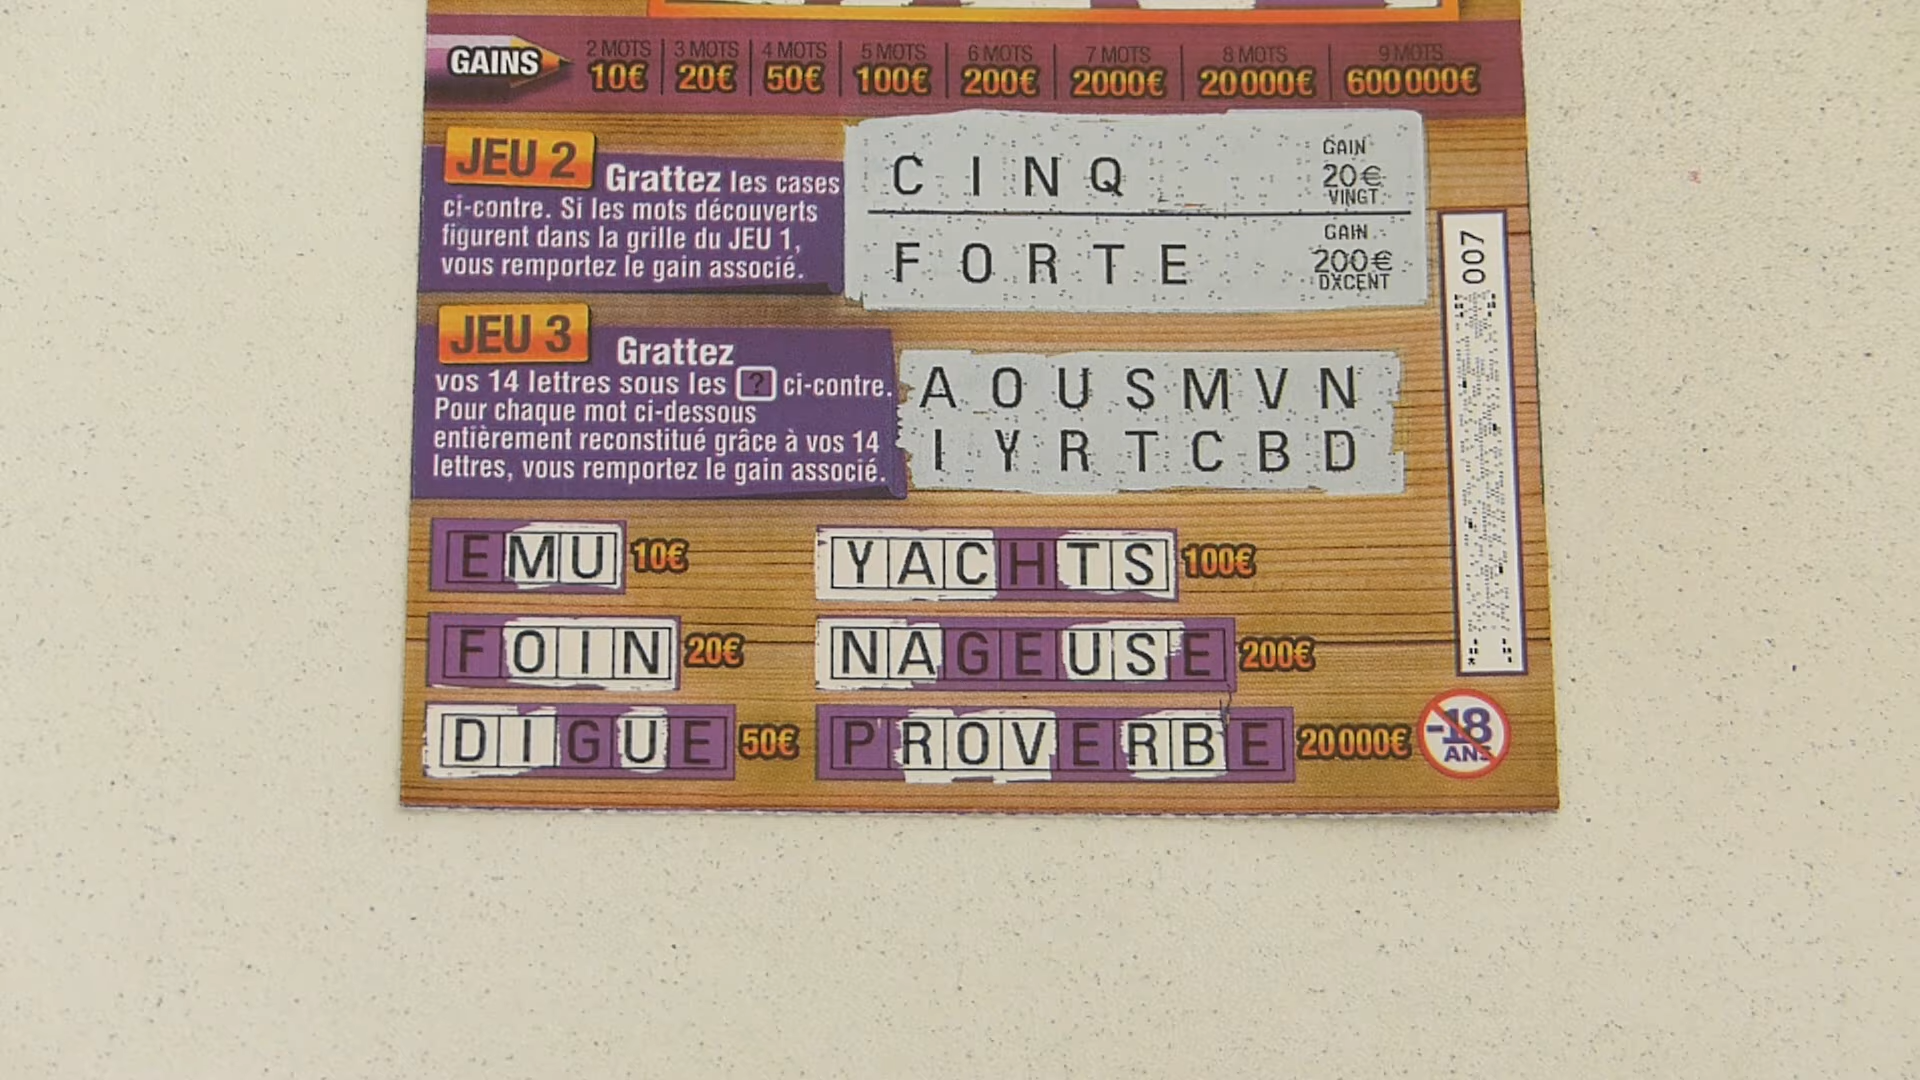 GAINS
2 MOTS 3 MOTS 4 MOTS 5 MOTS 6 MOTS 7 MOTS 8 MOTS 9 MOTS
10€ 20€ 50€ 100€ 200€ 2000€ 20000€ 600000€
JEU 2
Grattez les cases
ci-contre. Si les mots découverts
figurent dans la grille du JEU 1,
vous remportez le gain associé.
CINQ
GAIN
20€
VINGT
FORTE
GAIN
200€
DXCENT
JEU 3
Grattez
vos 14 lettres sous les ? ci-contre.
Pour chaque mot ci-dessous
entièrement reconstitué grâce à vos 14
lettres, vous remportez le gain associé.
A O U S M V N
I Y R T C B D
007
EMU 10€
YACHTS 100€
FOIN 20€
NAGEUSE 200€
DIGUE 50€
PROVERBE 20000€
-18
ANS